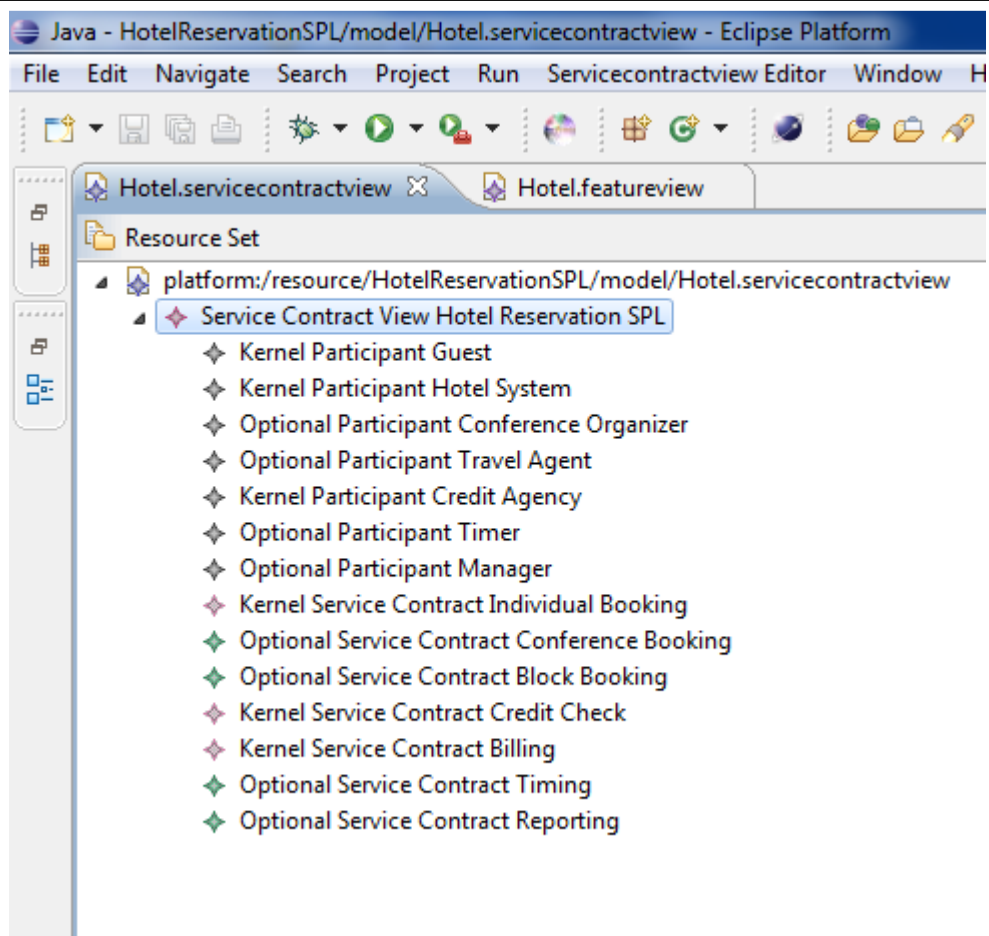 Java - HotelReservationSPL/model/Hotel.servicecontractview - Eclipse Platform
File Edit Navigate Search Project Run Servicecontractview Editor Window H
Hotel.servicecontractview Hotel.featureview
Resource Set
platform:/resource/HotelReservationSPL/model/Hotel.servicecontractview
Service Contract View Hotel Reservation SPL
Kernel Participant Guest
Kernel Participant Hotel System
Optional Participant Conference Organizer
Optional Participant Travel Agent
Kernel Participant Credit Agency
Optional Participant Timer
Optional Participant Manager
Kernel Service Contract Individual Booking
Optional Service Contract Conference Booking
Optional Service Contract Block Booking
Kernel Service Contract Credit Check
Kernel Service Contract Billing
Optional Service Contract Timing
Optional Service Contract Reporting